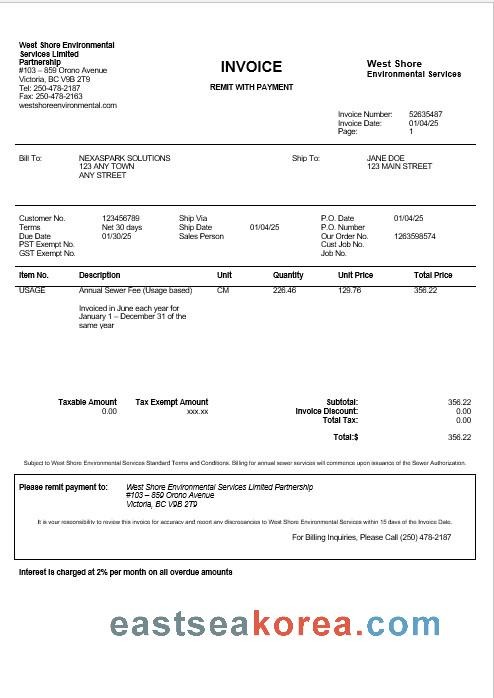 West Shore Environmental
Services Limited
Partnership
#103 – 859 Orono Avenue
Victoria, BC V9B 2T9
Tel: 250-478-2187
Fax: 250-478-2163
westshoreenvironmental.com
INVOICE
REMIT WITH PAYMENT
West Shore
Environmental Services
Invoice Number: 52635487
Invoice Date: 01/04/25
Page: 1
Bill To: NEXASPARK SOLUTIONS
123 ANY TOWN
ANY STREET
Ship To: JANE DOE
123 MAIN STREET
Customer No. 123456789 Ship Via P.O. Date 01/04/25
Terms Net 30 days Ship Date 01/04/25 P.O. Number
Due Date 01/30/25 Sales Person Our Order No. 1263598574
PST Exempt No. Cust Job No.
GST Exempt No. Job No.
Item No. Description Unit Quantity Unit Price Total Price
USAGE Annual Sewer Fee (Usage based) CM 226.46 129.76 356.22
Invoiced in June each year for
January 1 – December 31 of the
same year
Taxable Amount Tax Exempt Amount Subtotal: 356.22
0.00 xxx.xx Invoice Discount: 0.00
Total Tax: 0.00
Total:$ 356.22
Subject to West Shore Environmental Services Standard Terms and Conditions. Billing for annual sewer services will commence upon issuance of the Sewer Authorization.
Please remit payment to: West Shore Environmental Services Limited Partnership
#103 – 859 Orono Avenue
Victoria, BC V9B 2T9
It is your responsibility to review this invoice for accuracy and report any discrepancies to West Shore Environmental Services within 15 days of the Invoice Date.
For Billing Inquiries, Please Call (250) 478-2187
Interest is charged at 2% per month on all overdue amounts
eastseakorea.com